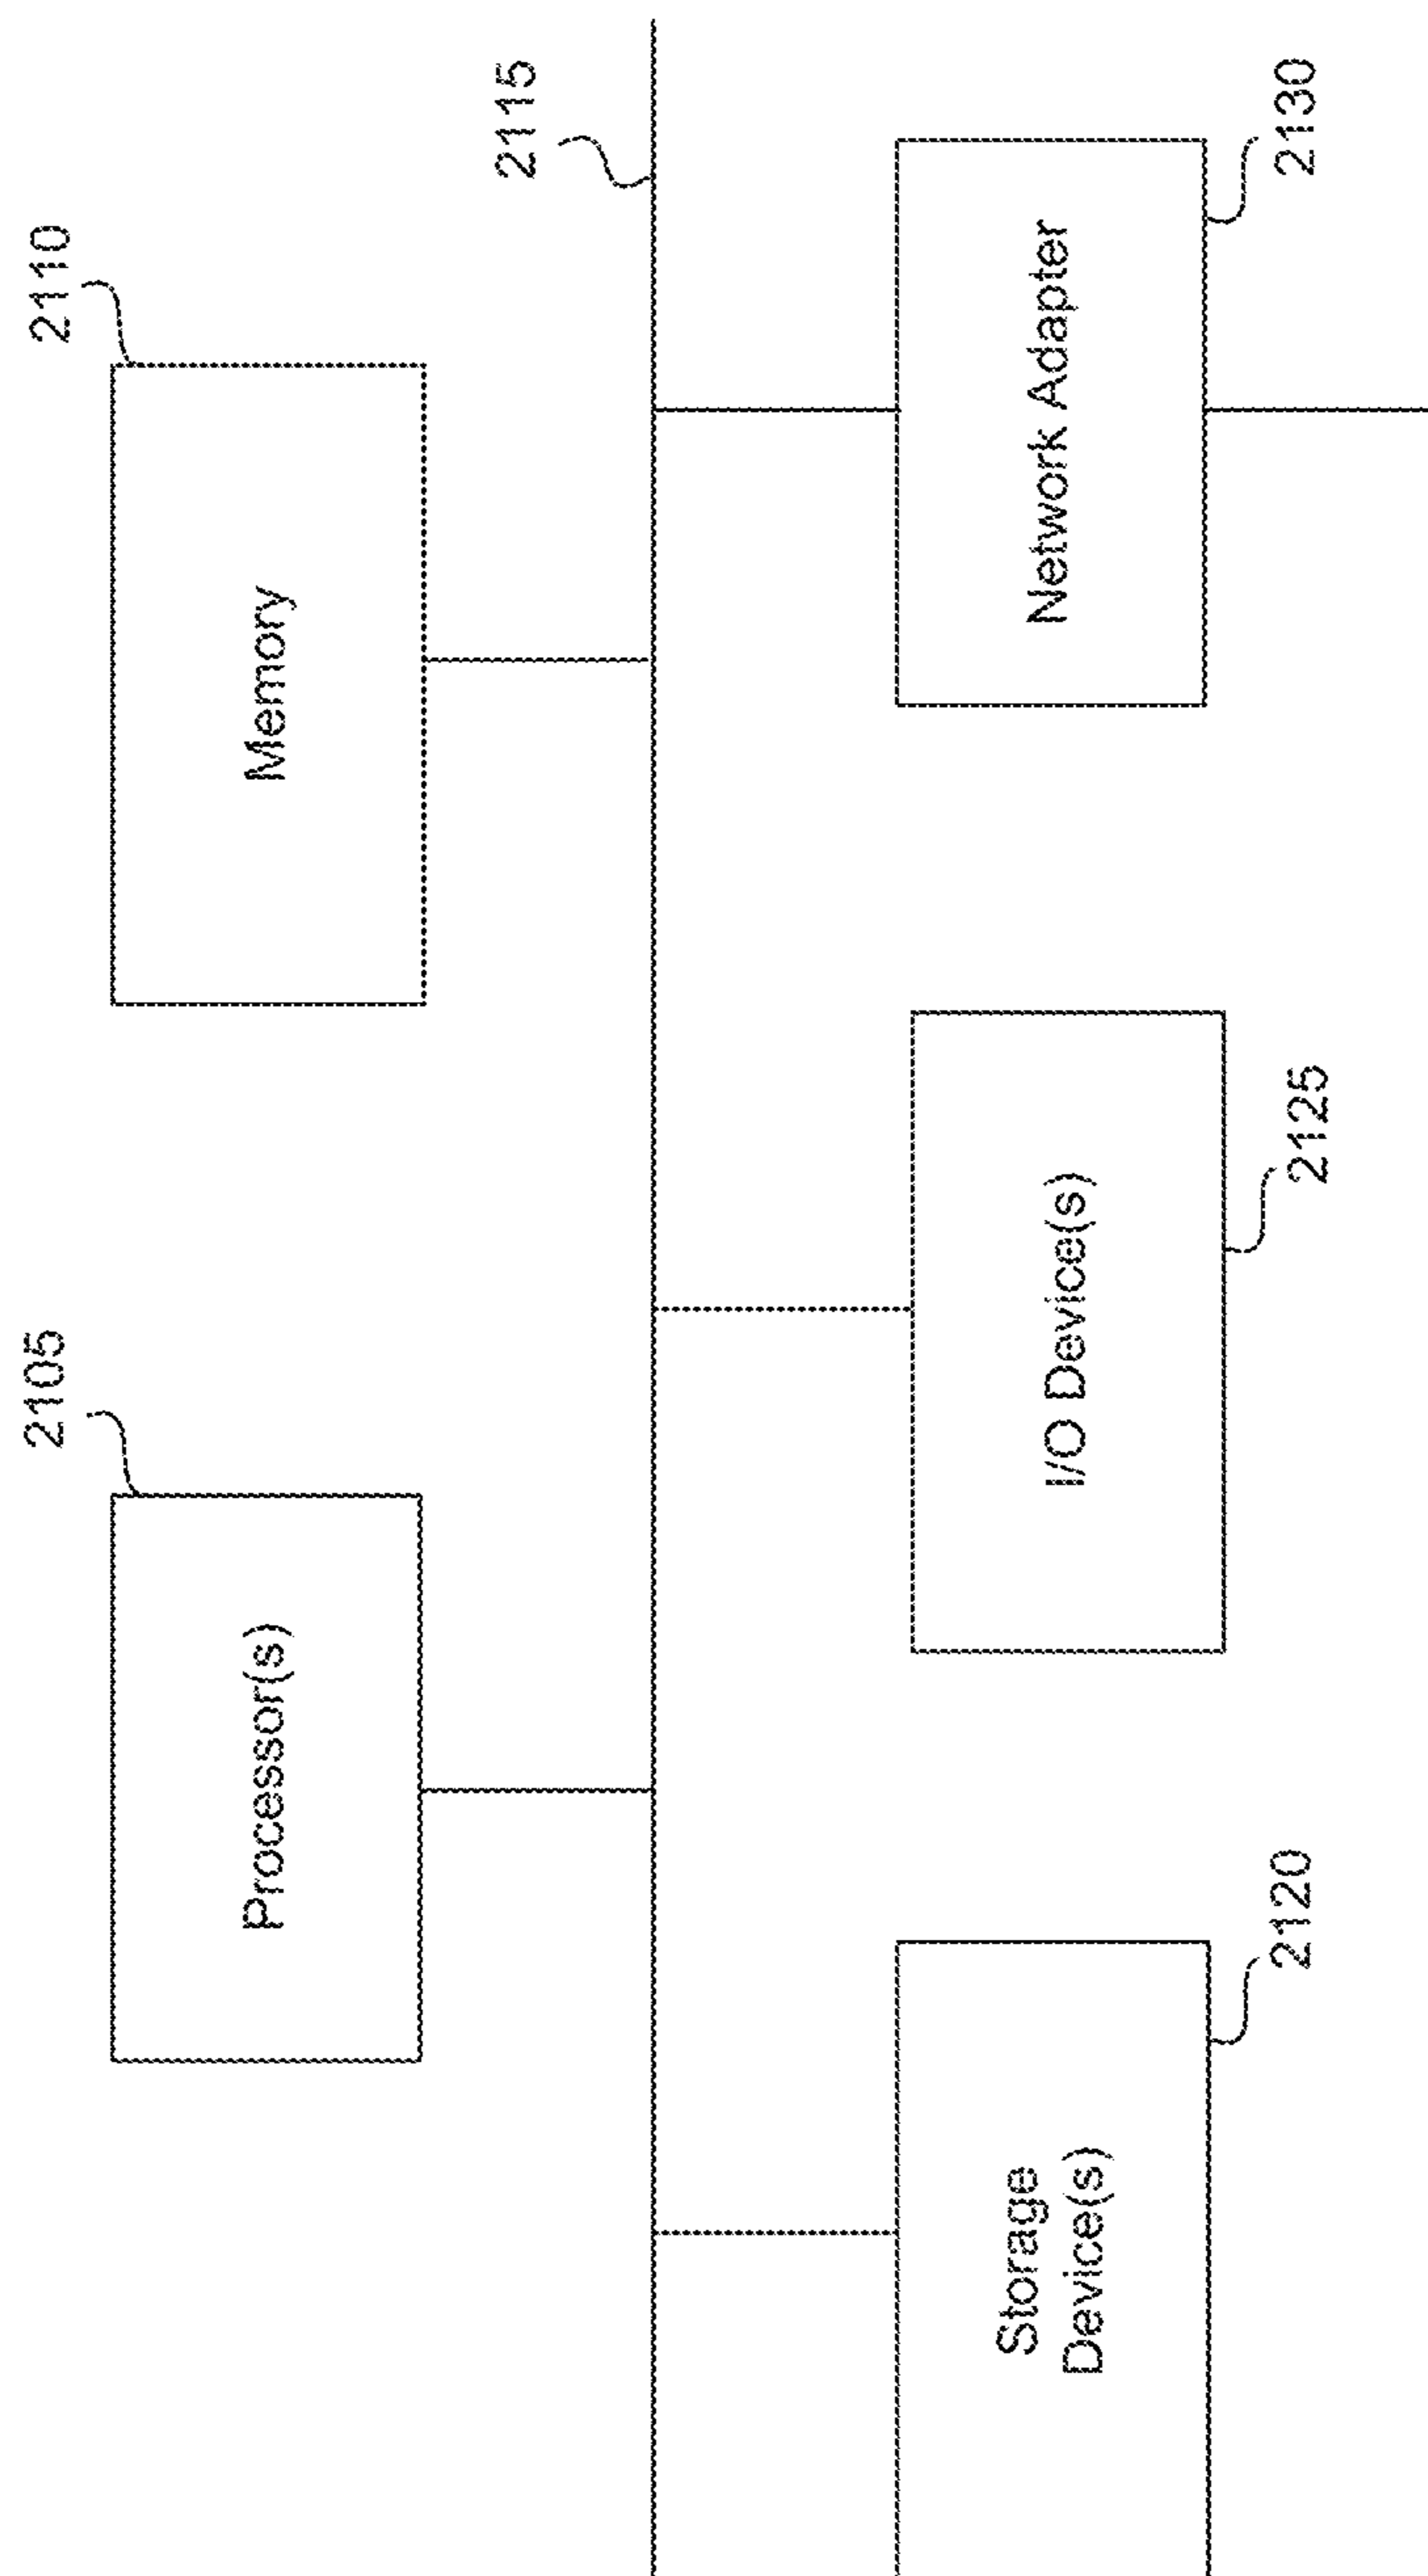 2105
Processor(s)
2110
Memory
2115
Storage
Device(s)
2120
I/O Device(s)
2125
Network Adapter
2130